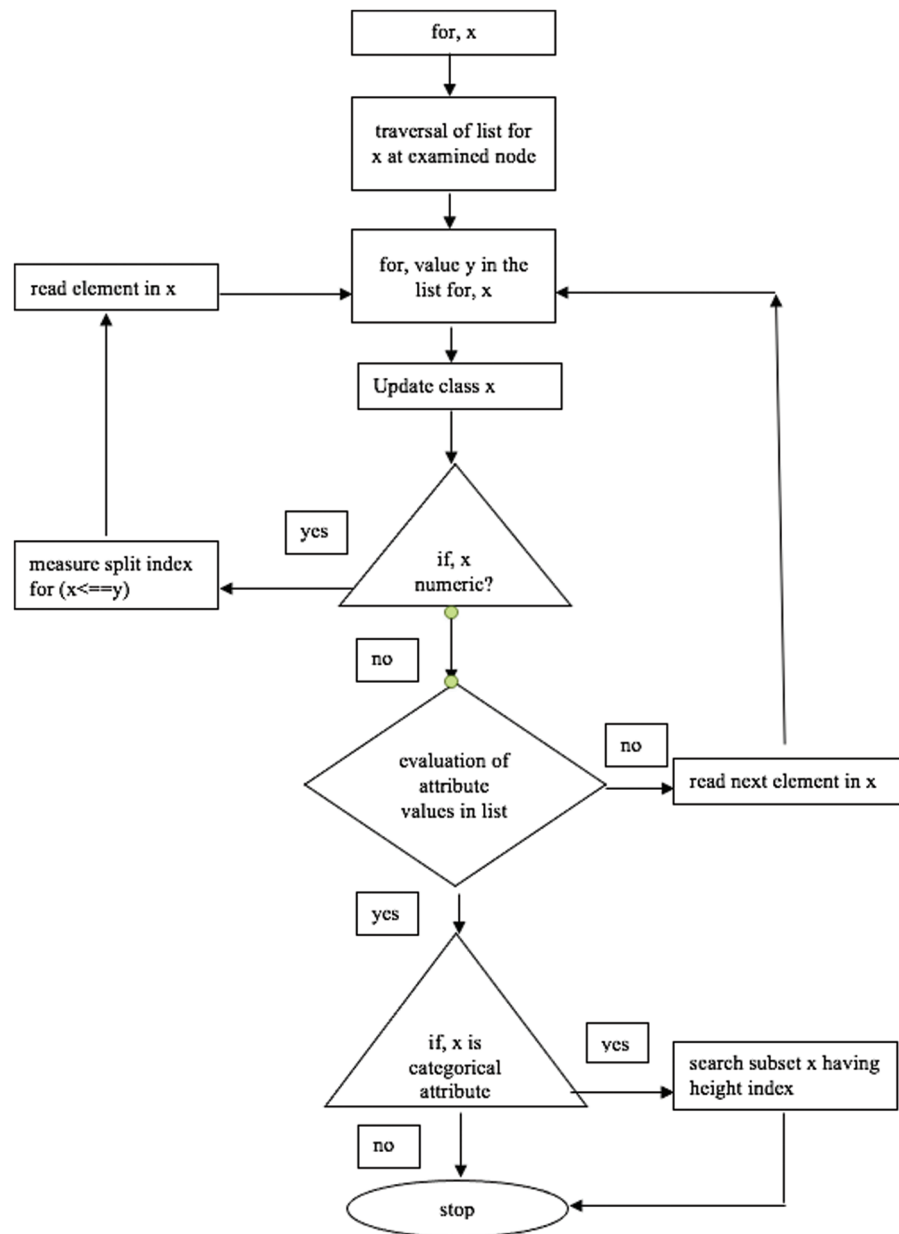 for, x
traversal of list for
x at examined node
for, value y in the
list for, x
read element in x
Update class x
yes
if, x
numeric?
measure split index
for (x<==y)
no
evaluation of
attribute
values in list
no
read next element in x
yes
if, x is
categorical
attribute
yes
search subset x having
height index
no
stop